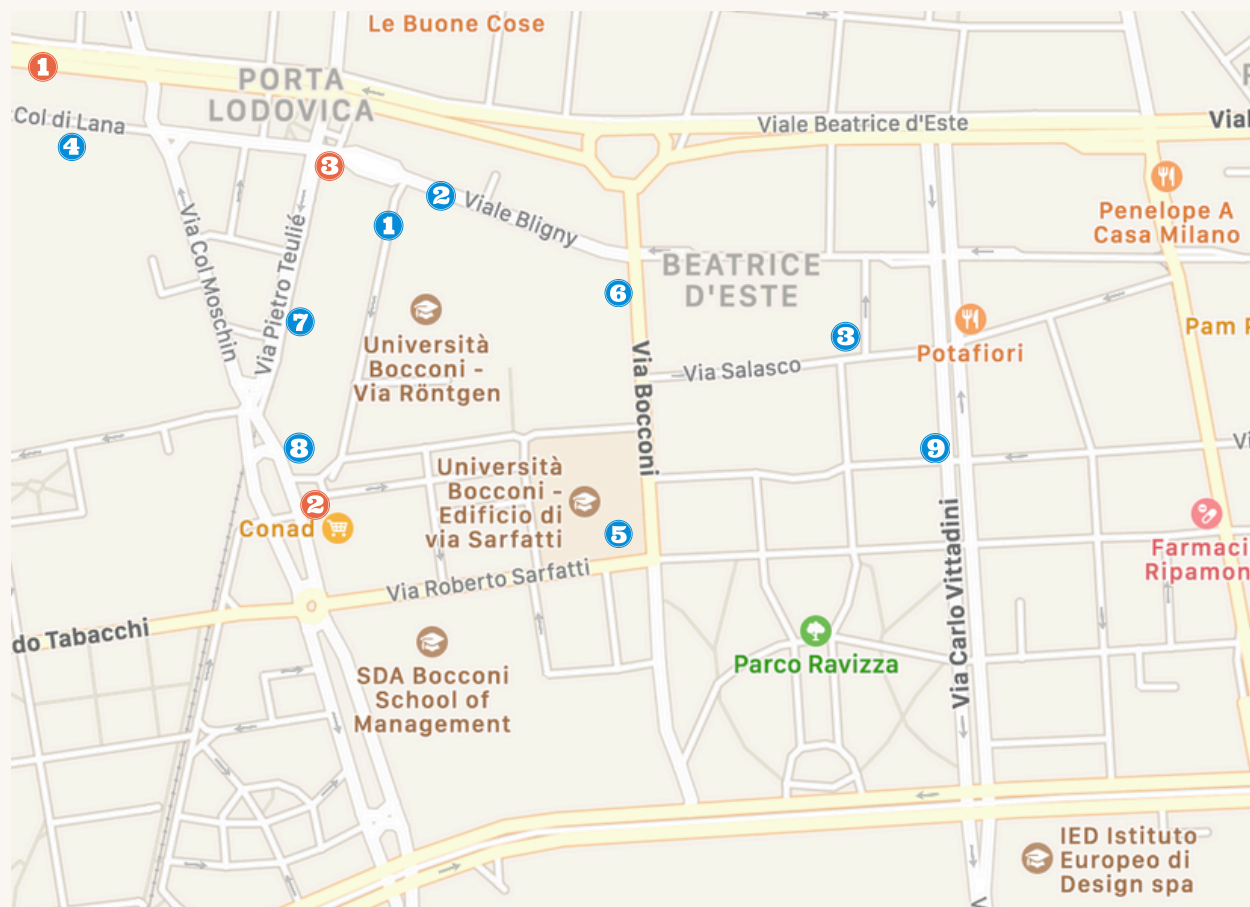 Le Buone Cose
1
PORTA
LODOVICA
Col di Lana
4
3
Viale Beatrice d'Este
Vial
2
Viale Bligny
1
Penelope A
Casa Milano
Via Col Moschin
Via Pietro Teulié
BEATRICE
D'ESTE
6
7
Università
Bocconi -
Via Röntgen
3
Potafiori
Pam
Via Salasco
Via Bocconi
8
9
Università
Bocconi -
Edificio di
via Sarfatti
2
Conad
5
Via Carlo Vittadini
Farmaci
Ripamon
Via Roberto Sarfatti
do Tabacchi
SDA Bocconi
School of
Management
Parco Ravizza
IED Istituto
Europeo di
Design spa